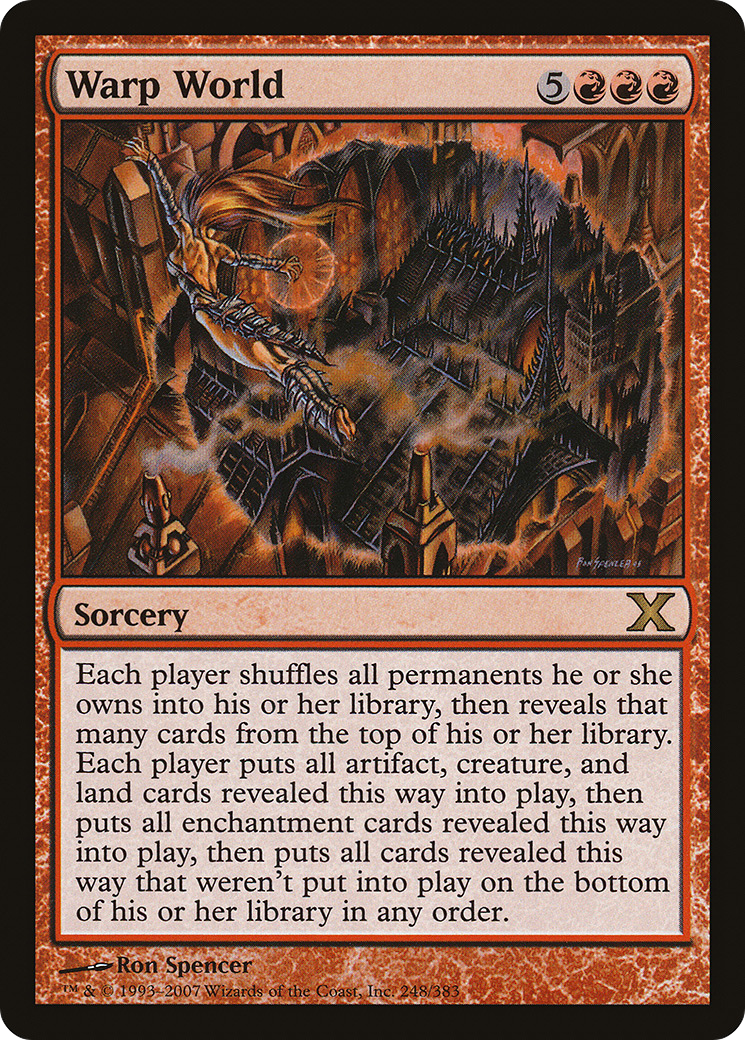 Warp World 5
RON SPENCER
Sorcery X
Each player shuffles all permanents he or she
owns into his or her library, then reveals that
many cards from the top of his or her library.
Each player puts all artifact, creature, and
land cards revealed this way into play, then
puts all enchantment cards revealed this way
into play, then puts all cards revealed this
way that weren't put into play on the bottom
of his or her library in any order.
Ron Spencer
™ & © 1993–2007 Wizards of the Coast, Inc. 248/383